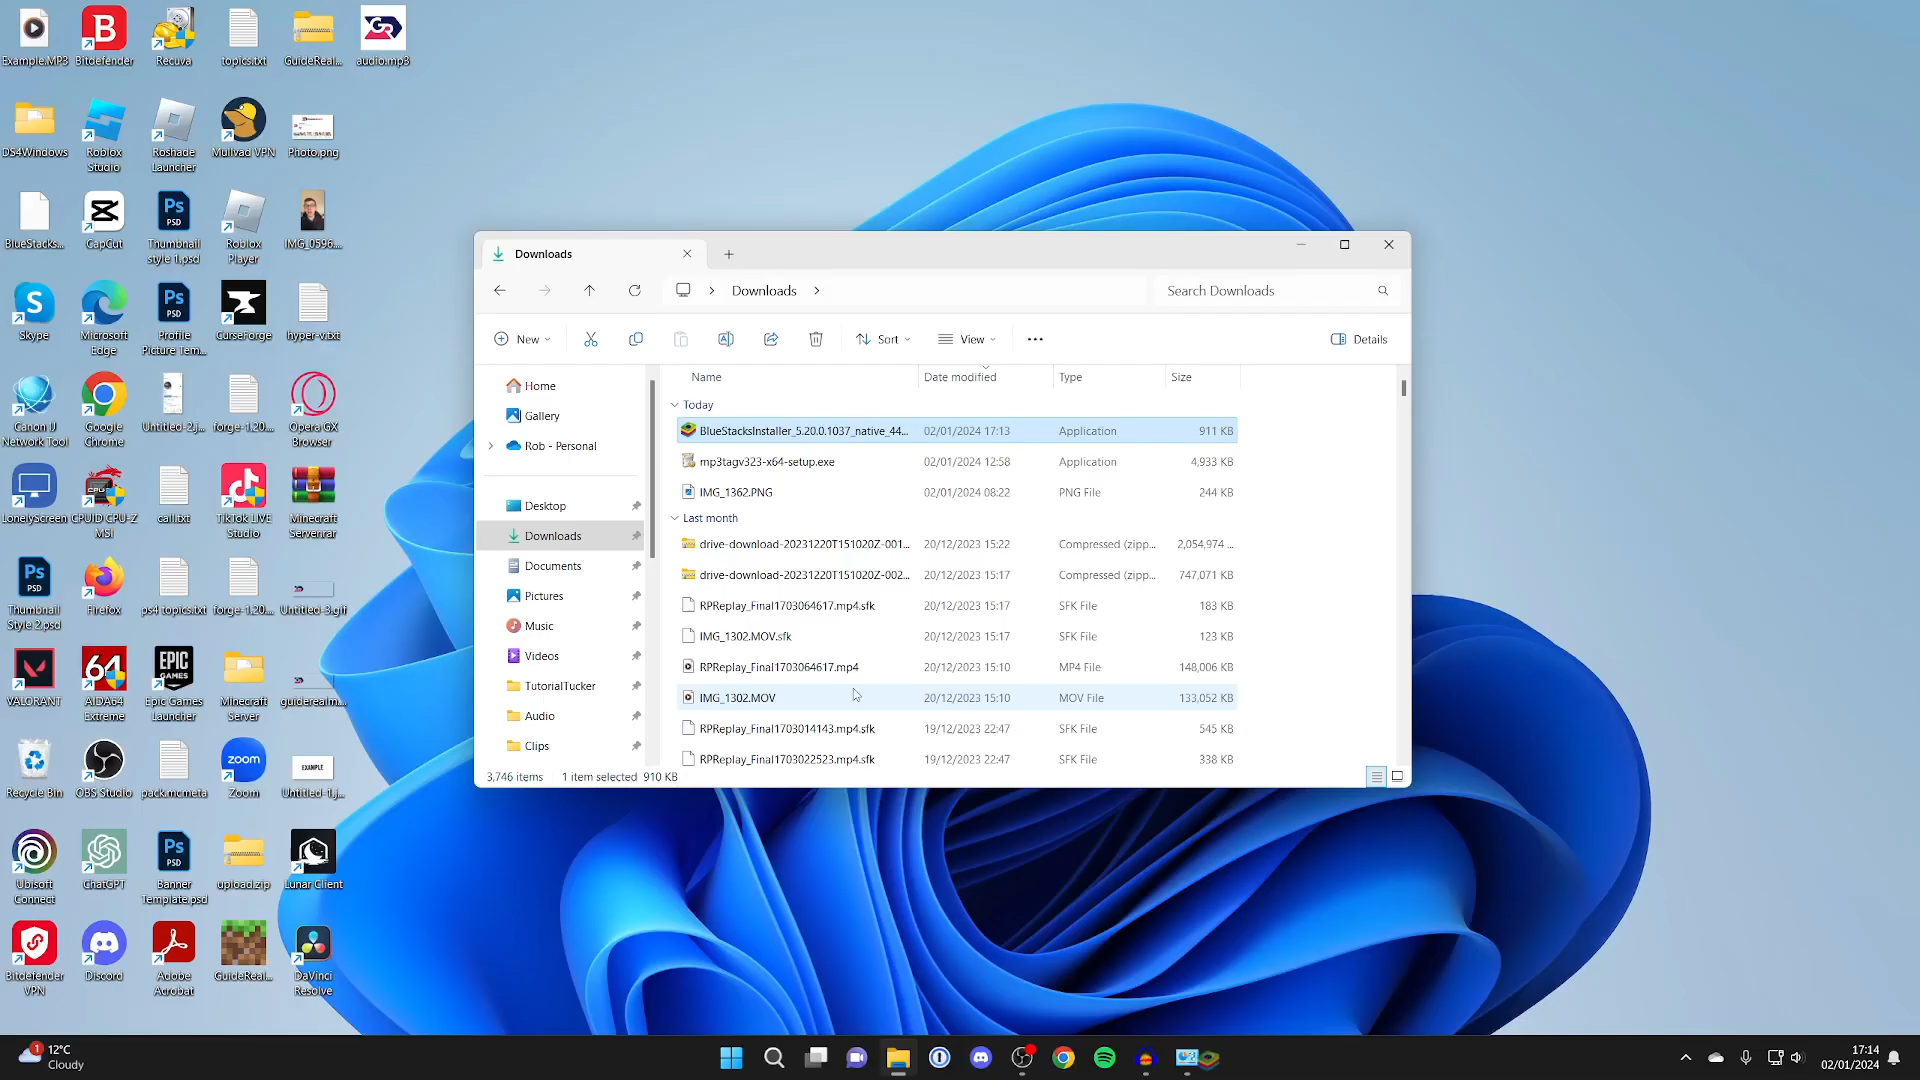 Example.MP3 Bitdefender Recuva topics.txt GuideReal... audio.mp3
DS4Windows Roblox Studio Roshade Launcher Mullvad VPN Photo.png
BlueStacks... CapCut Thumbnail style 1.psd Roblox Player IMG_0596....
Skype Microsoft Edge Profile Picture Tem... CurseForge hyper-v.txt
Canon IJ Network Tool Google Chrome Untitled-2.j... forge-1.20... Opera GX Browser
LonelyScreen CPUID CPU-Z MSI call.txt TikTok LIVE Studio Minecraft Server.rar
Thumbnail Style 2.psd Firefox ps4 topics.txt forge-1.20... Untitled-3.gif
VALORANT AIDA64 Extreme Epic Games Launcher Minecraft Server guiderealm...
Recycle Bin OBS Studio pack.mcmeta Zoom Untitled-1.j...
Ubisoft Connect ChatGPT Banner Template.psd upload.zip Lunar Client
Bitdefender VPN Discord Adobe Acrobat GuideReal... DaVinci Resolve
Downloads
Downloads
Search Downloads
New Sort View Details
Home
Gallery
Rob - Personal
Desktop
Downloads
Documents
Pictures
Music
Videos
TutorialTucker
Audio
Clips
Name Date modified Type Size
Today
BlueStacksInstaller_5.20.0.1037_native_44... 02/01/2024 17:13 Application 911 KB
mp3tagv323-x64-setup.exe 02/01/2024 12:58 Application 4,933 KB
IMG_1362.PNG 02/01/2024 08:22 PNG File 244 KB
Last month
drive-download-20231220T151020Z-001... 20/12/2023 15:22 Compressed (zipp... 2,054,974 ...
drive-download-20231220T151020Z-002... 20/12/2023 15:17 Compressed (zipp... 747,071 KB
RPReplay_Final1703064617.mp4.sfk 20/12/2023 15:17 SFK File 183 KB
IMG_1302.MOV.sfk 20/12/2023 15:17 SFK File 123 KB
RPReplay_Final1703064617.mp4 20/12/2023 15:10 MP4 File 148,006 KB
IMG_1302.MOV 20/12/2023 15:10 MOV File 133,052 KB
RPReplay_Final1703014143.mp4.sfk 19/12/2023 22:47 SFK File 545 KB
RPReplay_Final1703022523.mp4.sfk 19/12/2023 22:47 SFK File 338 KB
3,746 items 1 item selected 910 KB
1
12°C
Cloudy
17:14
02/01/2024